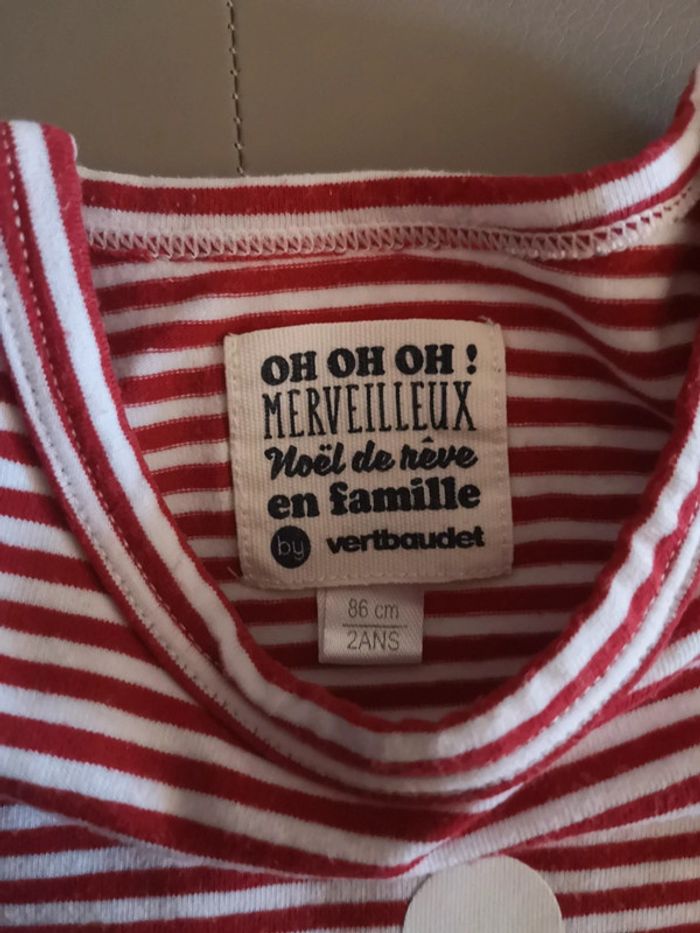 OH OH OH !
MERVEILLEUX
Noël de rêve
en famille
by vertbaudet
86 cm
2ANS